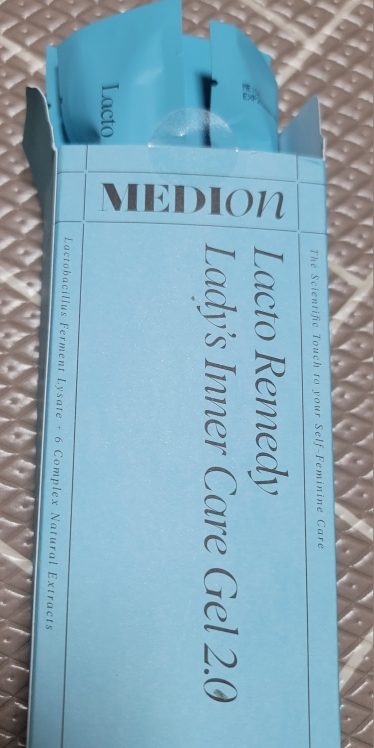 Lacto
MEDIon
The Scientific Touch to your Self-Feminine Care
Lacto Remedy
Lady's Inner Care Gel 2.0
Lactobacillus Ferment Lysate + 6 Complex Natural Extracts